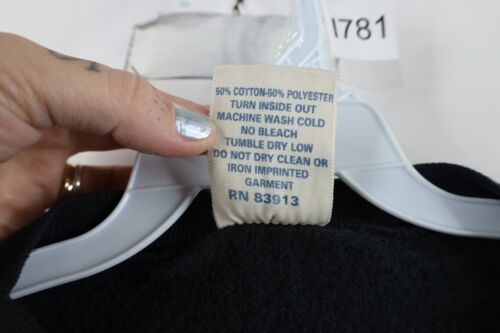 I781
50% COTTON-50% POLYESTER
TURN INSIDE OUT
MACHINE WASH COLD
NO BLEACH
TUMBLE DRY LOW
DO NOT DRY CLEAN OR
IRON IMPRINTED
GARMENT
RN 83913